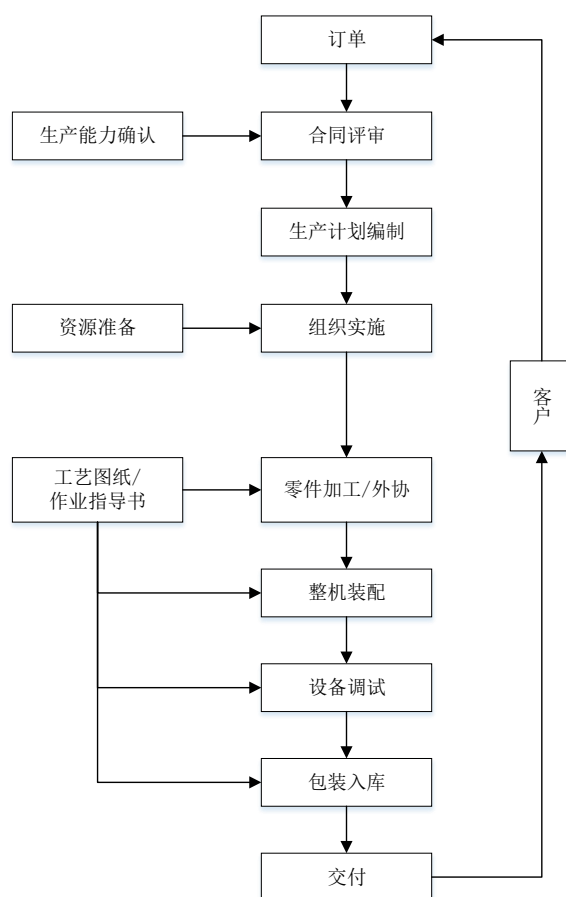 订单
生产能力确认
合同评审
生产计划编制
资源准备
组织实施
客
户
工艺图纸/
作业指导书
零件加工/外协
整机装配
设备调试
包装入库
交付